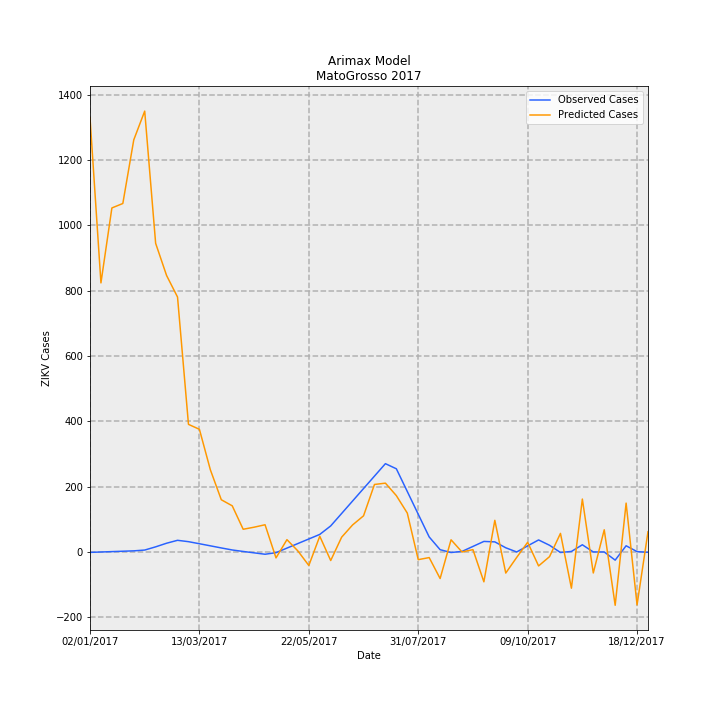 Arimax Model
MatoGrosso 2017
Observed Cases
Predicted Cases
1400
1200
1000
800
600
400
200
0
−200
ZIKV Cases
02/01/2017 13/03/2017 22/05/2017 31/07/2017 09/10/2017 18/12/2017
Date